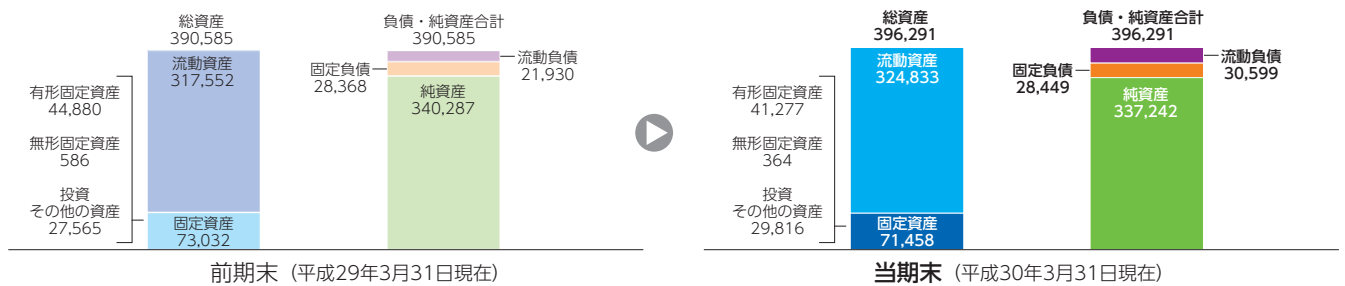 総資産
390,585
流動資産
317,552
有形固定資産
44,880
無形固定資産
586
投資
その他の資産
27,565
固定資産
73,032
負債・純資産合計
390,585
流動負債
21,930
固定負債
28,368
純資産
340,287
前期末（平成29年3月31日現在）
総資産
396,291
流動資産
324,833
有形固定資産
41,277
無形固定資産
364
投資
その他の資産
29,816
固定資産
71,458
負債・純資産合計
396,291
流動負債
30,599
固定負債
28,449
純資産
337,242
当期末（平成30年3月31日現在）